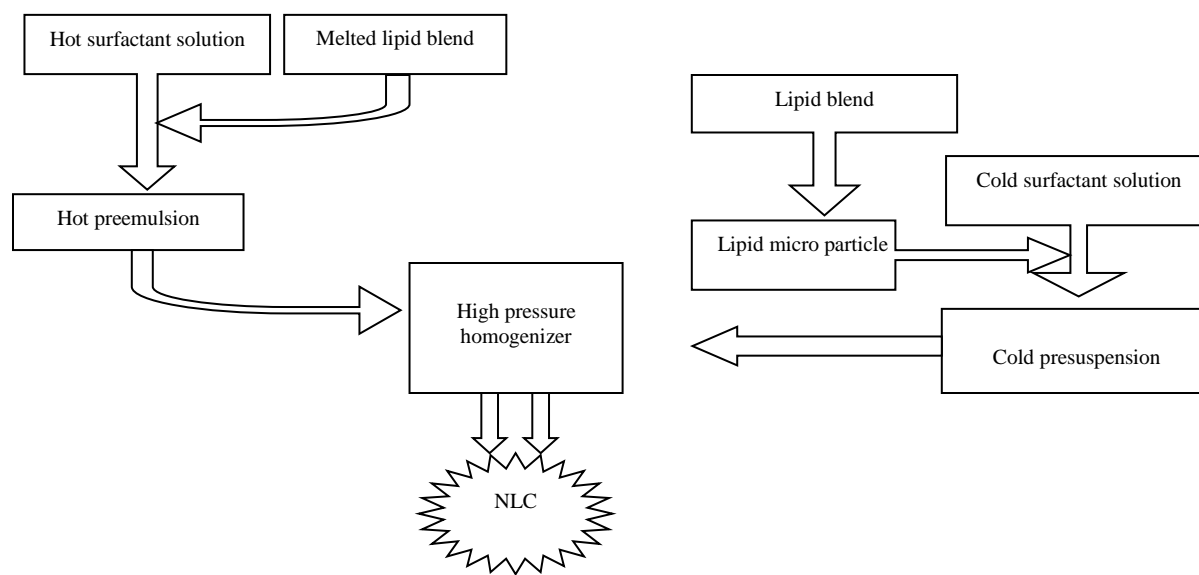 Hot surfactant solution
Melted lipid blend
Hot preemulsion
High pressure
homogenizer
NLC
Lipid blend
Cold surfactant solution
Lipid micro particle
Cold presuspension